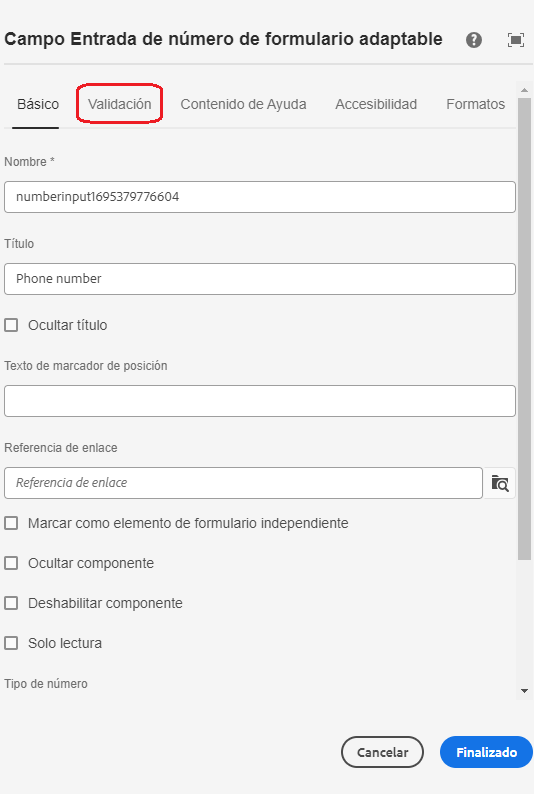 Campo Entrada de número de formulario adaptable
Básico Validación Contenido de Ayuda Accesibilidad Formatos
Nombre *
numberinput1695379776604
Título
Phone number
Ocultar título
Texto de marcador de posición
Referencia de enlace
Referencia de enlace
Marcar como elemento de formulario independiente
Ocultar componente
Deshabilitar componente
Solo lectura
Tipo de número
Cancelar Finalizado